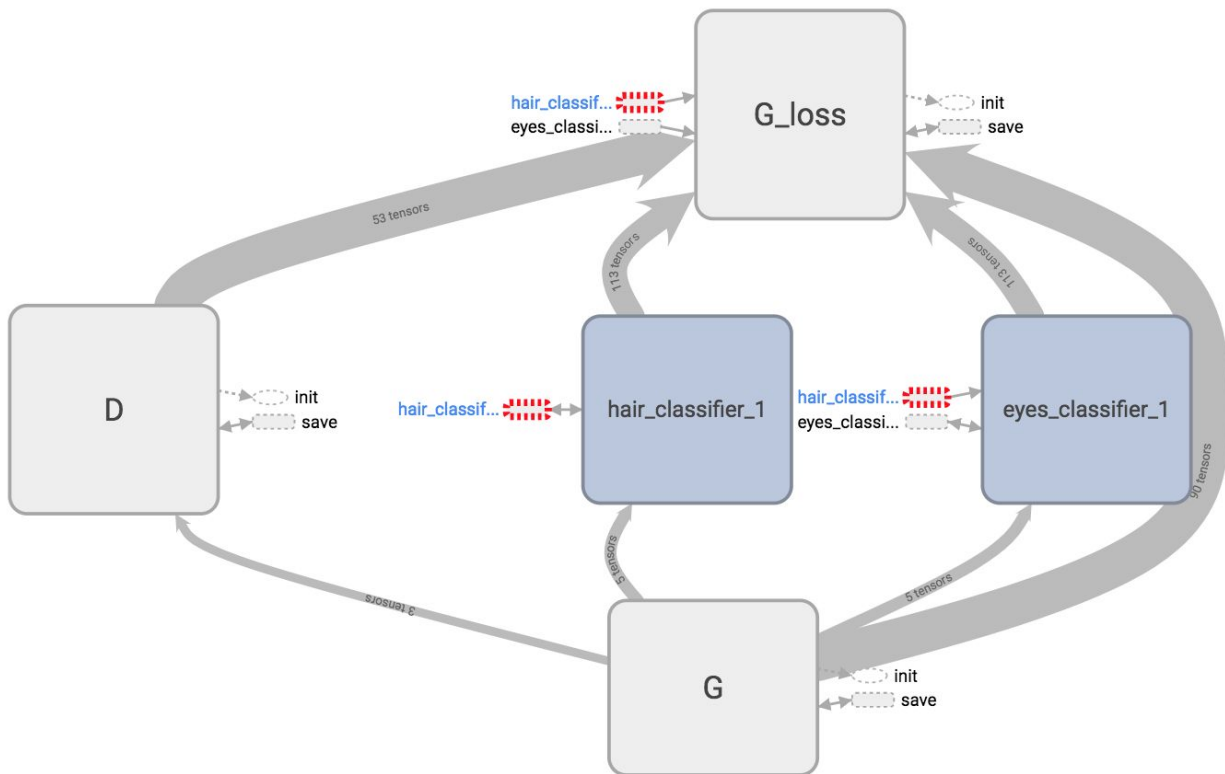 G_loss
hair_classif...
eyes_classi...
init
save
53 tensors
113 tensors
113 tensors
D
init
save
hair_classif...
hair_classifier_1
hair_classif...
eyes_classi...
eyes_classifier_1
90 tensors
3 tensors
5 tensors
5 tensors
G
init
save